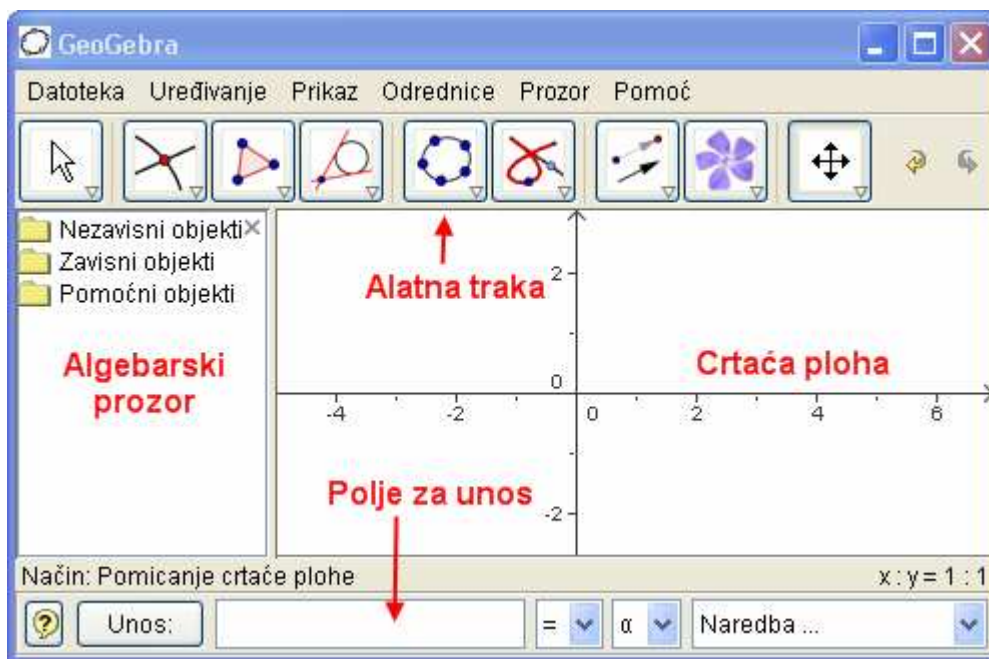 GeoGebra
Datoteka Uređivanje Prikaz Odrednice Prozor Pomoć
Nezavisni objekti
Zavisni objekti
Pomoćni objekti
Algebarski
prozor
Alatna traka
Crtaća ploha
2
0
-4 -2 0 2 4 6
-2
Polje za unos
Način: Pomicanje crtaće plohe x : y = 1 : 1
? Unos: = α Naredba ...